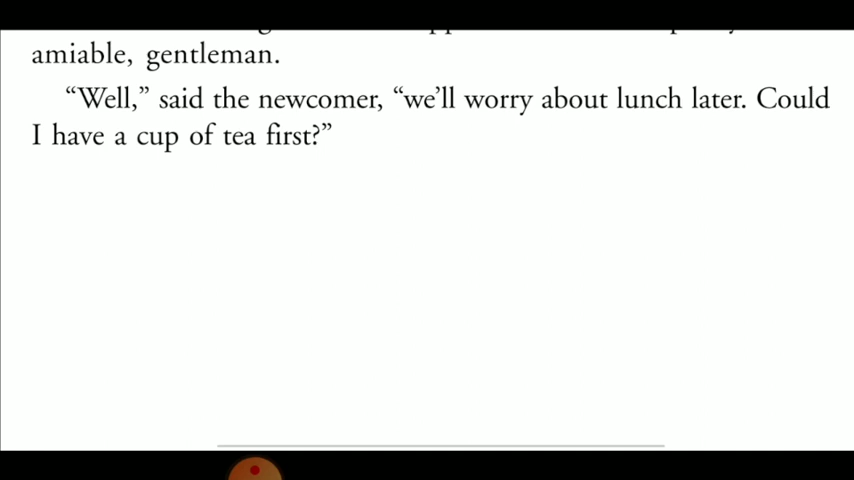 amiable, gentleman.
“Well,” said the newcomer, “we’ll worry about lunch later. Could
I have a cup of tea first?”